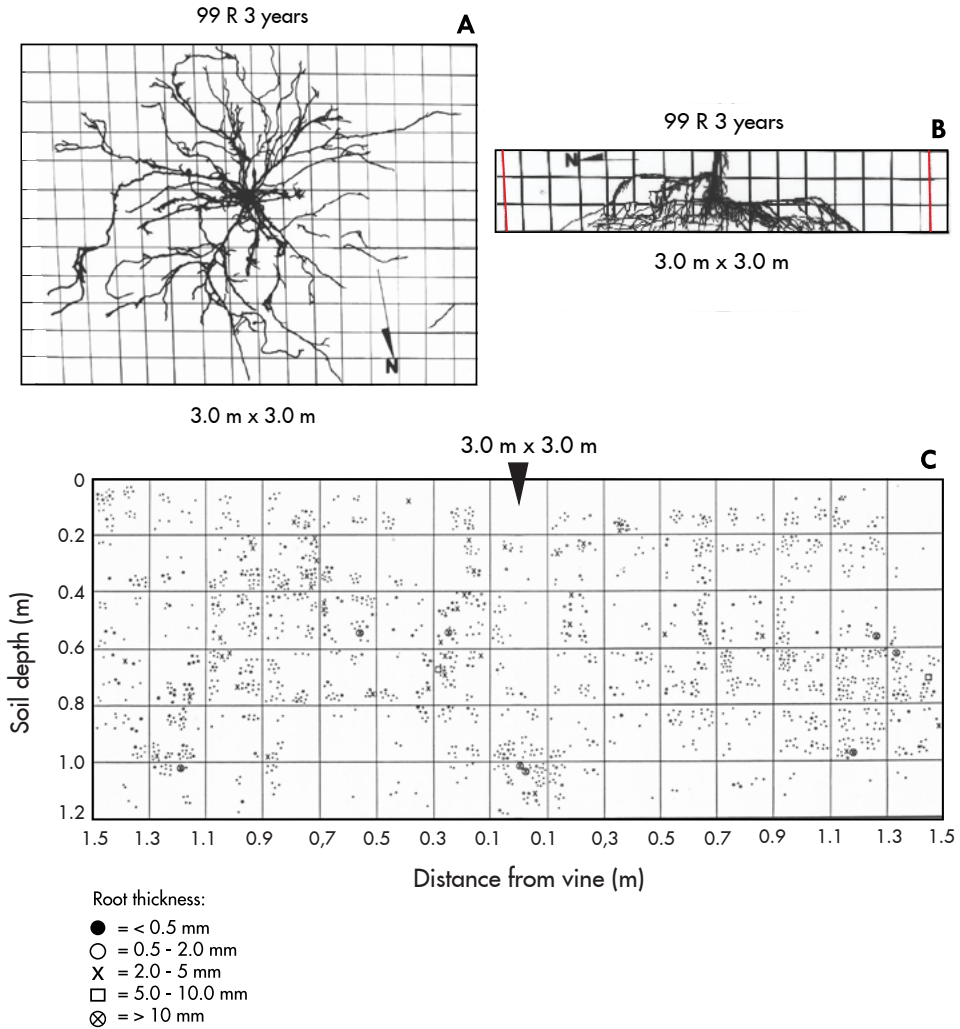 99 R 3 years
A
N
3.0 m x 3.0 m
99 R 3 years
B
N
3.0 m x 3.0 m
3.0 m x 3.0 m
C
0
0.2
0.4
0.6
0.8
1.0
1.2
Soil depth (m)
1.5 1.3 1.1 0.9 0,7 0.5 0.3 0.1 0.1 0,7 0.5 0.7 0.9 1.1 1.3 1.5
Distance from vine (m)
Root thickness:
= < 0.5 mm
= 0.5 - 2.0 mm
x = 2.0 - 5 mm
= 5.0 - 10.0 mm
= > 10 mm